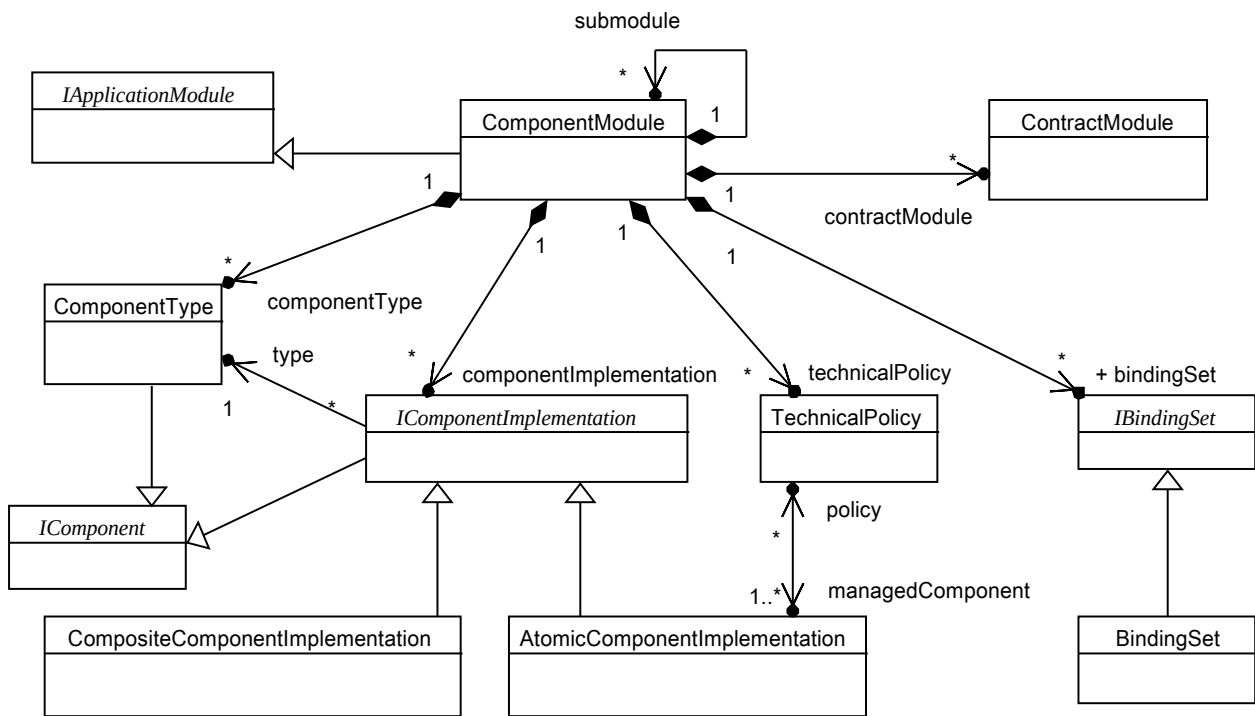 submodule
*
IApplicationModule
ComponentModule
1
ContractModule
*
1
1
contractModule
1
1
1
*
ComponentType
componentType
type
*
componentImplementation
*
technicalPolicy
*
+ bindingSet
1
*
IComponentImplementation
TechnicalPolicy
IBindingSet
IComponent
policy
*
managedComponent
1..*
CompositeComponentImplementation
AtomicComponentImplementation
BindingSet